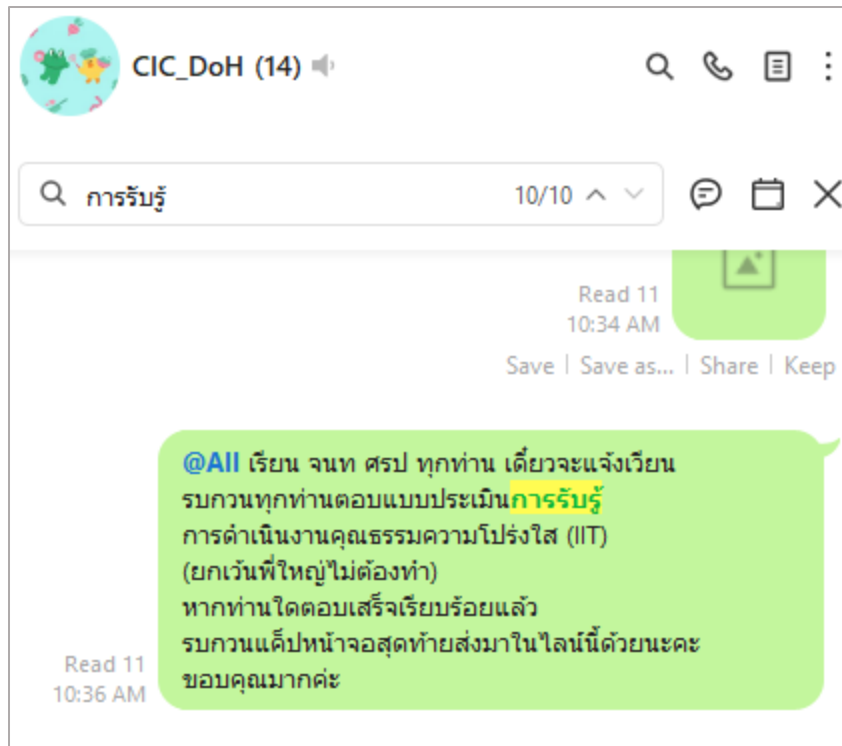 CIC_DoH (14)
การรับรู้ 10/10
Read 11
10:34 AM
Save | Save as... | Share | Keep
@All เรียน จนท ศรป ทุกท่าน เดี๋ยวจะแจ้งเวียน
รบกวนทุกท่านตอบแบบประเมินการรับรู้
การดำเนินงานคุณธรรมความโปร่งใส (IIT)
(ยกเว้นพี่ใหญ่ไม่ต้องทำ)
หากท่านใดตอบเสร็จเรียบร้อยแล้ว
รบกวนแค็ปหน้าจอสุดท้ายส่งมาในไลน์นี้ด้วยนะคะ
ขอบคุณมากค่ะ
Read 11
10:36 AM